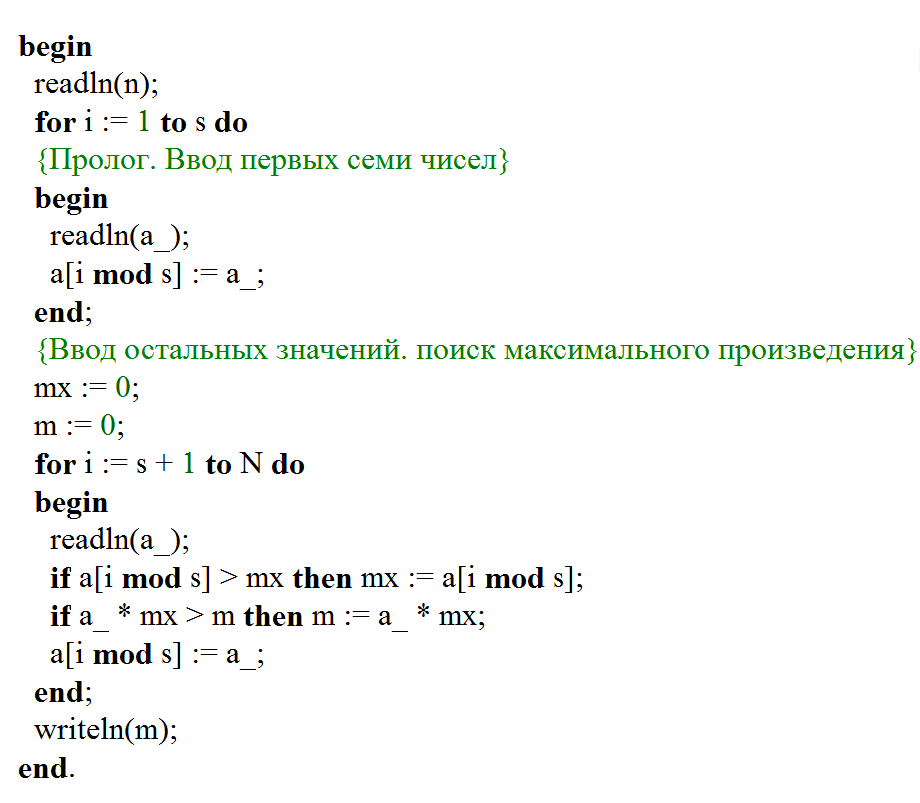 begin
readln(n);
for i := 1 to s do
{Пролог. Ввод первых семи чисел}
begin
readln(a_);
a[i mod s] := a_;
end;
{Ввод остальных значений. поиск максимального произведения}
mx := 0;
m := 0;
for i := s + 1 to N do
begin
readln(a_);
if a[i mod s] > mx then mx := a[i mod s];
if a_ * mx > m then m := a_ * mx;
a[i mod s] := a_;
end;
writeln(m);
end.